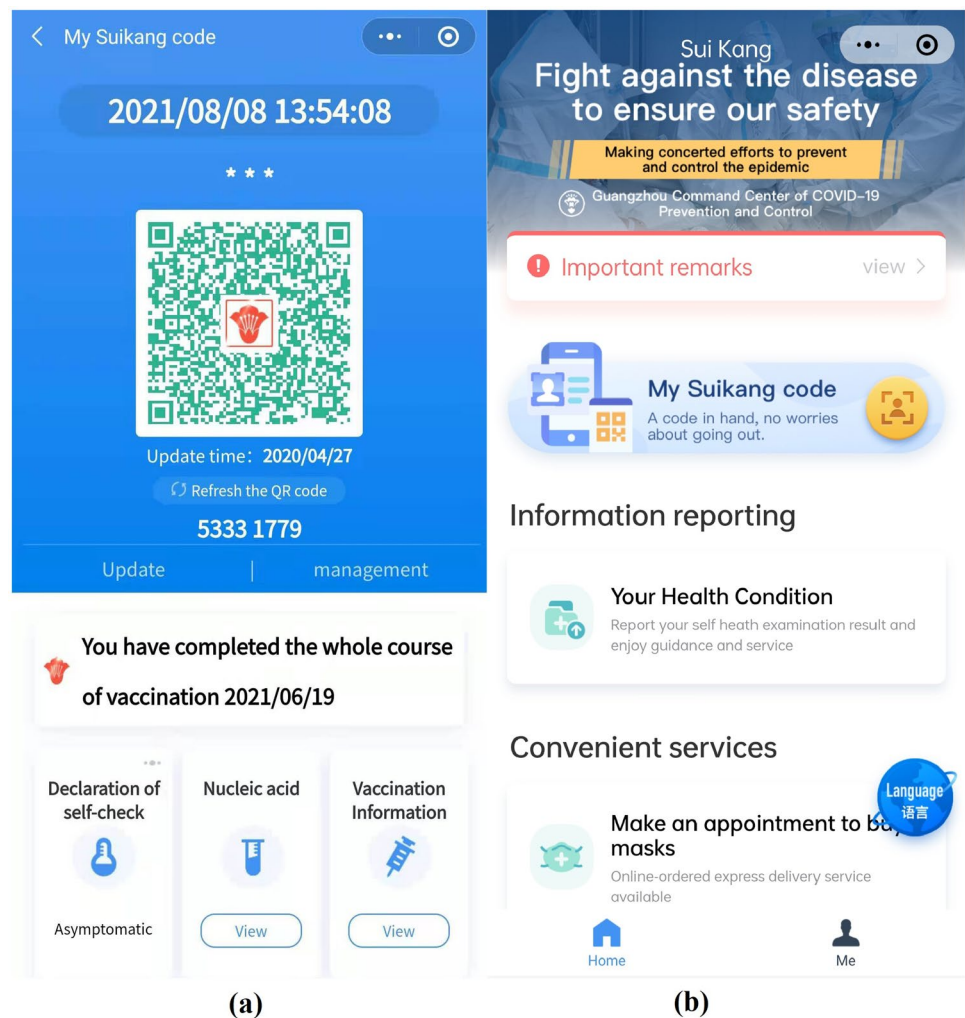 My Suikang code
2021/08/08 13:54:08
***
Update time: 2020/04/27
Refresh the QR code
5333 1779
Update | management
You have completed the whole course
of vaccination 2021/06/19
Declaration of
self-check
Asymptomatic
Nucleic acid
View
Vaccination
Information
View
(a)
Sui Kang
Fight against the disease
to ensure our safety
Making concerted efforts to prevent
and control the epidemic
Guangzhou Command Center of COVID-19
Prevention and Control
Important remarks
view >
My Suikang code
A code in hand, no worries
about going out.
Information reporting
Your Health Condition
Report your self heath examination result and
enjoy guidance and service
Convenient services
Language
语言
Make an appointment to buy
masks
Online-ordered express delivery service
available
Home
Me
(b)